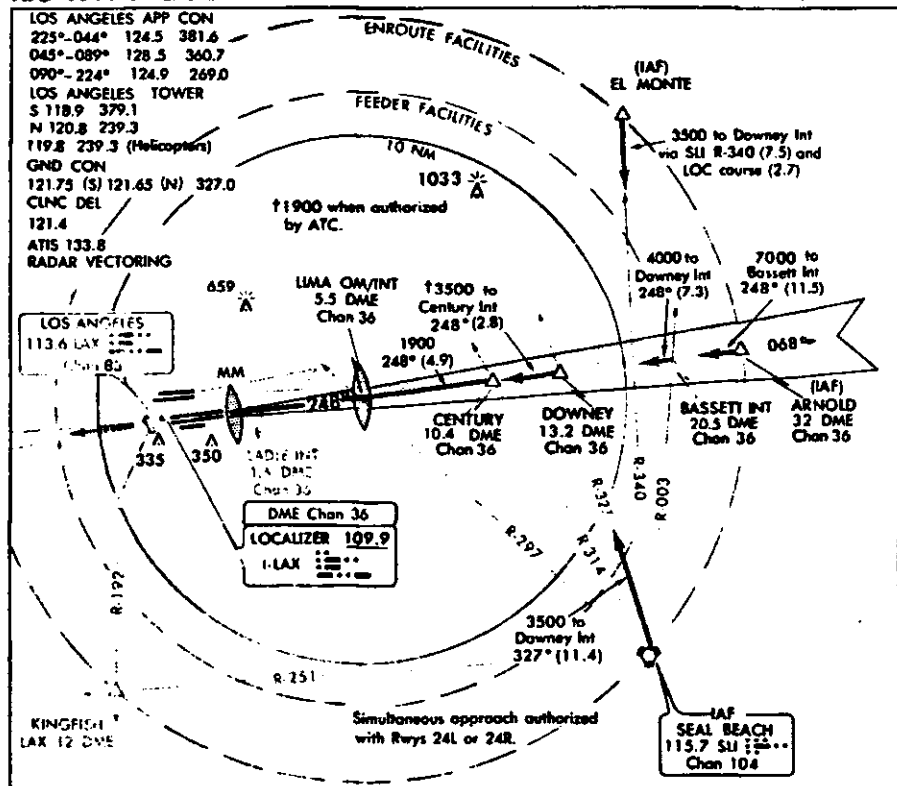 LOS ANGELES APP CON
225°-044° 124.5 381.6
045°-089° 128.5 360.7
090°-224° 124.9 269.0
LOS ANGELES TOWER
S 118.9 379.1
N 120.8 239.3
119.8 239.3 (Helicopters)
GND CON
121.75 (S) 121.65 (N) 327.0
CLNC DEL
121.4
ATIS 133.8
RADAR VECTORING
ENROUTE FACILITIES
FEEDER FACILITIES
10 NM
(IAF)
EL MONTE
3500 to Downey Int
via SLI R-340 (7.5) and
LOC course (2.7)
1033
†1900 when authorized
by ATC.
659
LIMA OM/INT
5.5 DME
Chan 36
†3500 to
Century Int
248° (2.8)
1900
248° (4.9)
4000 to
Downey Int
248° (7.3)
7000 to
Bassett Int
248° (11.5)
068°
LOS ANGELES
113.6 LAX
MM
248
CENTURY
10.4 DME
Chan 36
DOWNEY
13.2 DME
Chan 36
BASSETT INT
20.5 DME
Chan 36
(IAF)
ARNOLD
32 DME
Chan 36
335
350
INT
DME
Chan 36
DME Chan 36
LOCALIZER 109.9
I-LAX
R-327
R-340
R-003
R-297
R-314
R-192
R-251
3500 to
Downey Int
327° (11.4)
KINGFISH
LAX 12 DME
Simultaneous approach authorized
with Rwys 24L or 24R.
IAF
SEAL BEACH
115.7 SLI
Chan 104